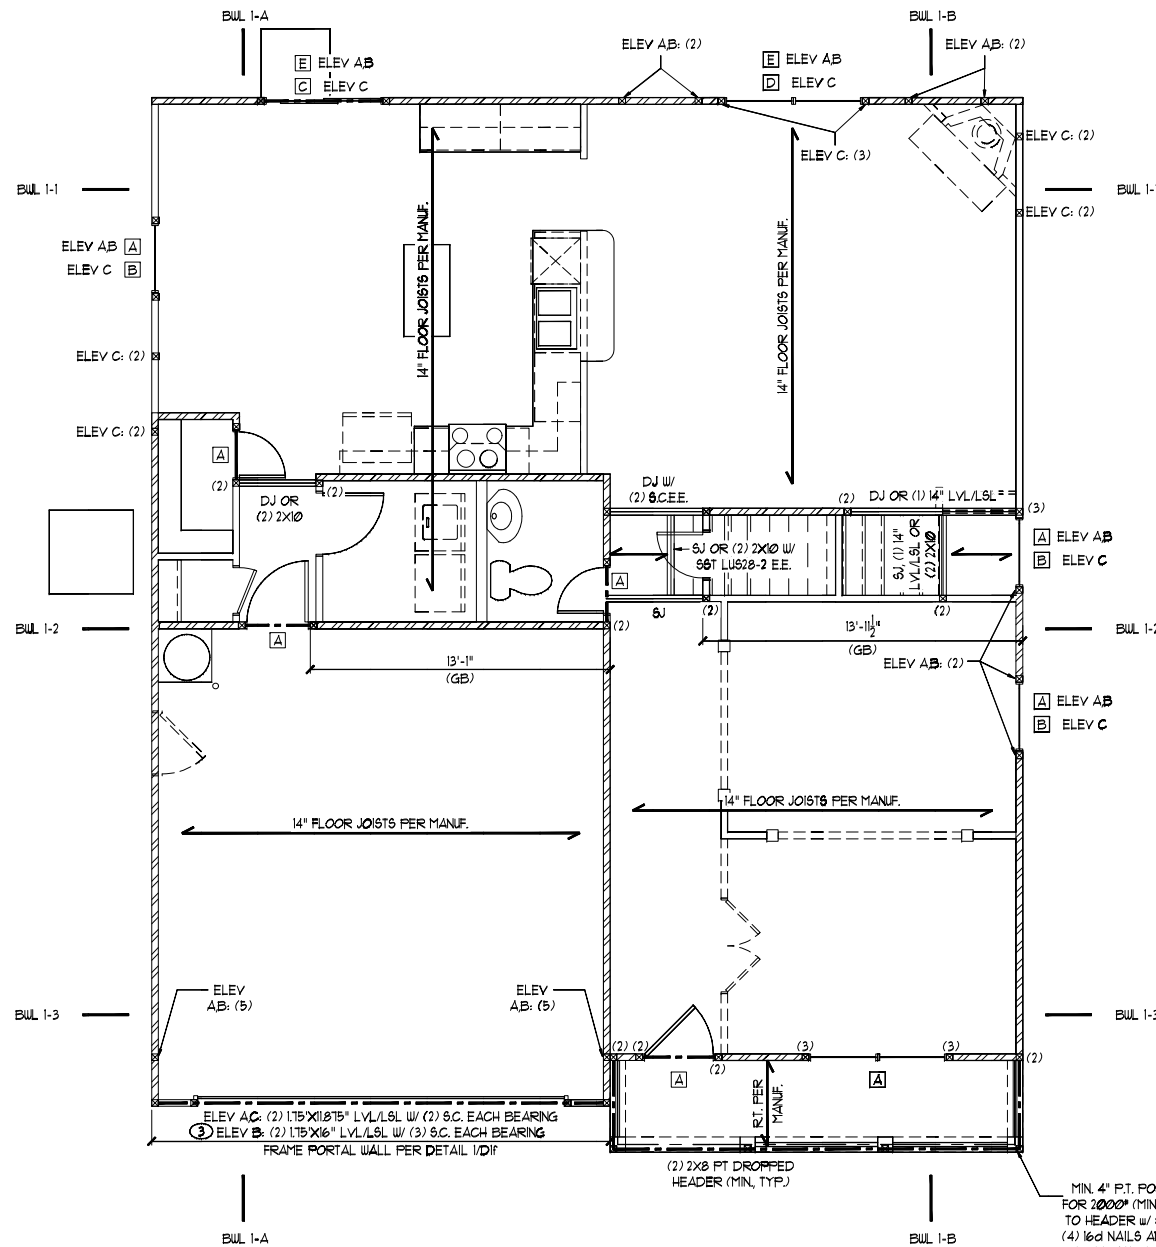 BWL 1-A
BWL 1-B
E ELEV A,B
C ELEV C
ELEV A,B: (2)
E ELEV A,B
D ELEV C
ELEV A,B: (2)
ELEV C: (2)
ELEV C: (3)
BWL 1-1
BWL 1-
14" FLOOR JOISTS PER MANUF.
14" FLOOR JOISTS PER MANUF.
ELEV C: (2)
ELEV A,B A
ELEV C B
ELEV C: (2)
ELEV C: (2)
A
(2)
(2)
DJ OR
(2) 2X10
DJ W/
(2) S.C.E.E.
(2)
DJ OR (1) 14" LVL/LSL
(3)
SJ OR (2) 2X10 W/
SST LUS28-2 E.E.
SJ, (1) 14"
LVL/LSL OR
(2) 2X10
A ELEV A,B
B ELEV C
A
SJ
(2)
(2)
BWL 1-2
A
(2)
13'-11½"
(GB)
BWL 1-2
13'-1"
(GB)
ELEV A,B: (2)
A ELEV A,B
B ELEV C
14" FLOOR JOISTS PER MANUF.
14" FLOOR JOISTS PER MANUF.
ELEV
A,B: (5)
ELEV
A,B: (5)
BWL 1-3
BWL 1-3
(2) (2)
(2)
(3)
(3)
(2)
A
A
R.T. PER
MANUF.
ELEV A,C: (2) 1.75"X11.875" LVL/LSL W/ (2) S.C. EACH BEARING
3 ELEV B: (2) 1.75"X16" LVL/LSL W/ (3) S.C. EACH BEARING
FRAME PORTAL WALL PER DETAIL 1/D1f
(2) 2X8 PT DROPPED
HEADER (MIN., TYP.)
MIN. 4" P.T. PO
FOR 2000# (MIN
TO HEADER w/
(4) 16d NAILS A
BWL 1-A
BWL 1-B